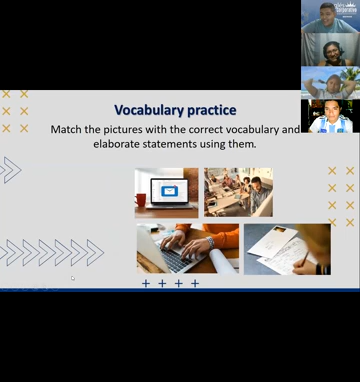 Vocabulary practice
Match the pictures with the correct vocabulary and
elaborate statements using them.